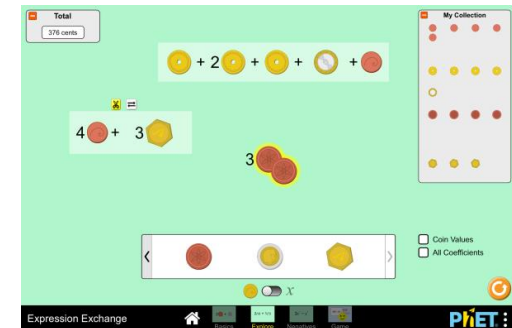 Total
376 cents
My Collection
+ 2 + + +
4 + 3
3
Coin Values
All Coefficients
x
Expression Exchange
Basics
Explore
Negatives
Game
PhET